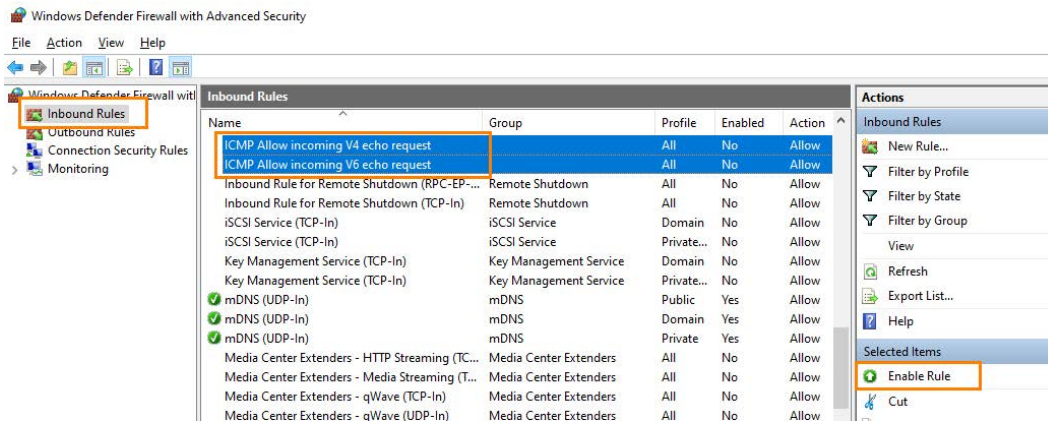 Windows Defender Firewall with Advanced Security
File Action View Help
Windows Defender Firewall witl
Inbound Rules
Outbound Rules
Connection Security Rules
Monitoring
Inbound Rules
Name Group Profile Enabled Action
ICMP Allow incoming V4 echo request All No Allow
ICMP Allow incoming V6 echo request All No Allow
Inbound Rule for Remote Shutdown (RPC-EP-... Remote Shutdown All No Allow
Inbound Rule for Remote Shutdown (TCP-In) Remote Shutdown All No Allow
iSCSI Service (TCP-In) iSCSI Service Domain No Allow
iSCSI Service (TCP-In) iSCSI Service Private... No Allow
Key Management Service (TCP-In) Key Management Service Domain No Allow
Key Management Service (TCP-In) Key Management Service Private... No Allow
mDNS (UDP-In) mDNS Public Yes Allow
mDNS (UDP-In) mDNS Domain Yes Allow
mDNS (UDP-In) mDNS Private Yes Allow
Media Center Extenders - HTTP Streaming (TC... Media Center Extenders All No Allow
Media Center Extenders - Media Streaming (T... Media Center Extenders All No Allow
Media Center Extenders - qWave (TCP-In) Media Center Extenders All No Allow
Media Center Extenders - qWave (UDP-In) Media Center Extenders All No Allow
Actions
Inbound Rules
New Rule...
Filter by Profile
Filter by State
Filter by Group
View
Refresh
Export List...
Help
Selected Items
Enable Rule
Cut